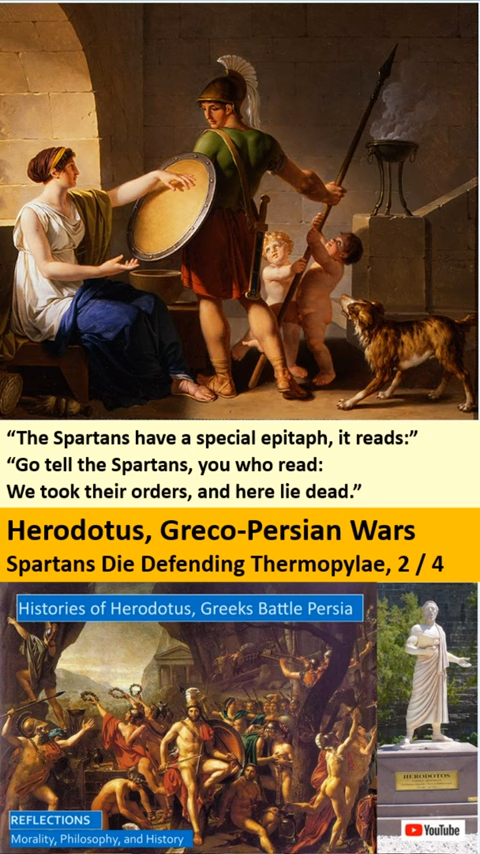 “The Spartans have a special epitaph, it reads:”
“Go tell the Spartans, you who read:
We took their orders, and here lie dead.”
Herodotus, Greco-Persian Wars
Spartans Die Defending Thermopylae, 2 / 4
Histories of Herodotus, Greeks Battle Persia
REFLECTIONS
Morality, Philosophy, and History
HERODOTOS
YouTube